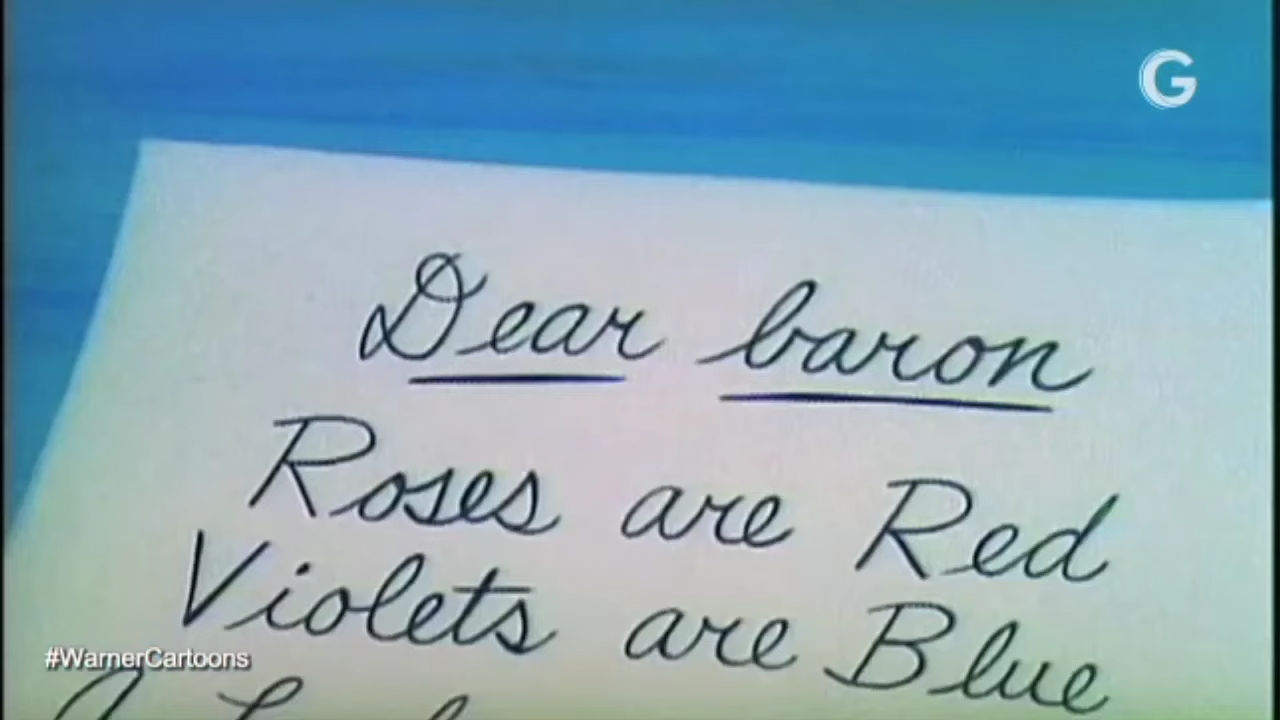 G
Dear baron
Roses are Red
Violets are Blue
#WarnerCartoons